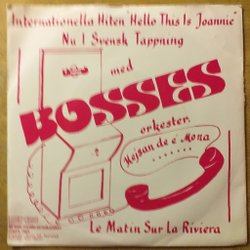 Internationella Hiten "Hello This Is Joannie"
Nu I Svensk Tappning
med
BOSSES
orkester.
Hejsan de e Mona
......
Le Matin Sur La Riviera